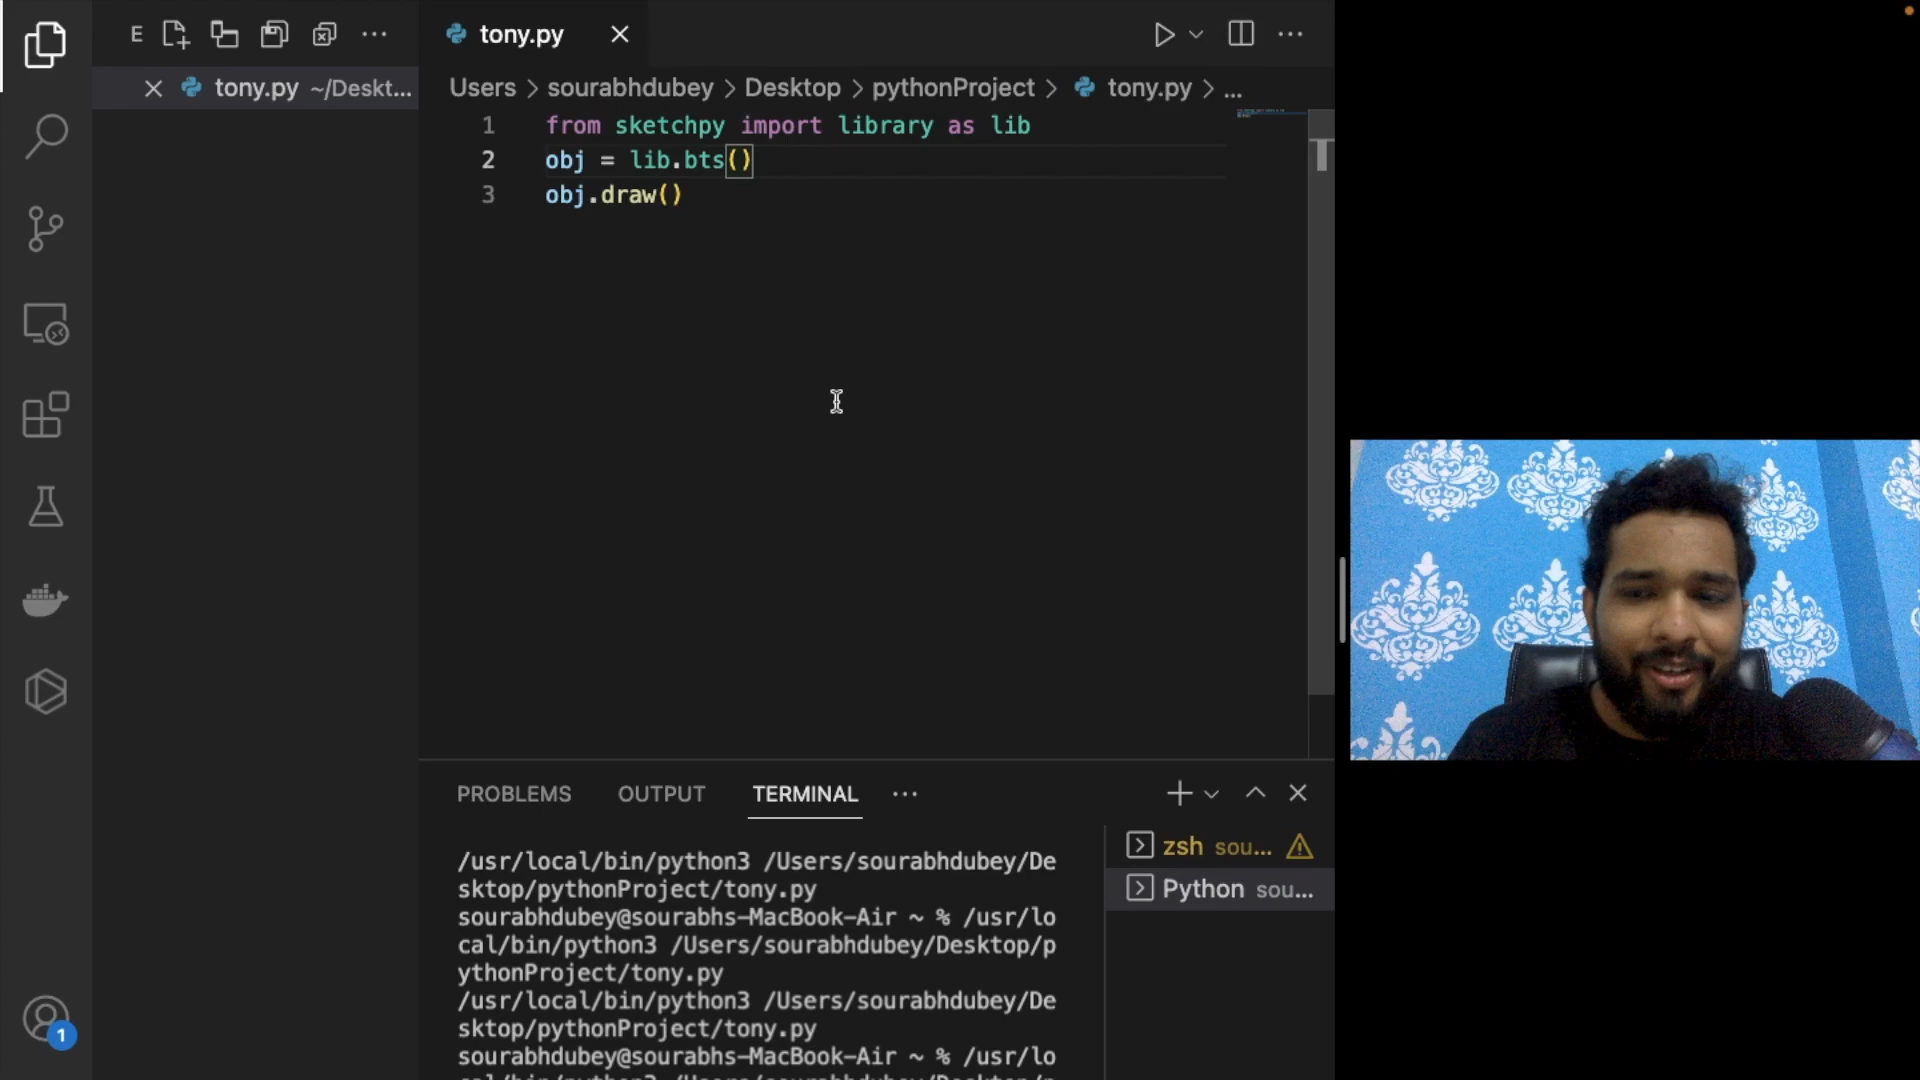 E
tony.py
tony.py ~/Deskt...
Users > sourabhdubey > Desktop > pythonProject > tony.py > ...
1 from sketchpy import library as lib
2 obj = lib.bts()
3 obj.draw()
PROBLEMS OUTPUT TERMINAL
/usr/local/bin/python3 /Users/sourabhdubey/De
sktop/pythonProject/tony.py
sourabhdubey@sourabhs-MacBook-Air ~ % /usr/lo
cal/bin/python3 /Users/sourabhdubey/Desktop/p
ythonProject/tony.py
/usr/local/bin/python3 /Users/sourabhdubey/De
sktop/pythonProject/tony.py
sourabhdubey@sourabhs-MacBook-Air ~ % /usr/lo
zsh sou...
Python sou...
1